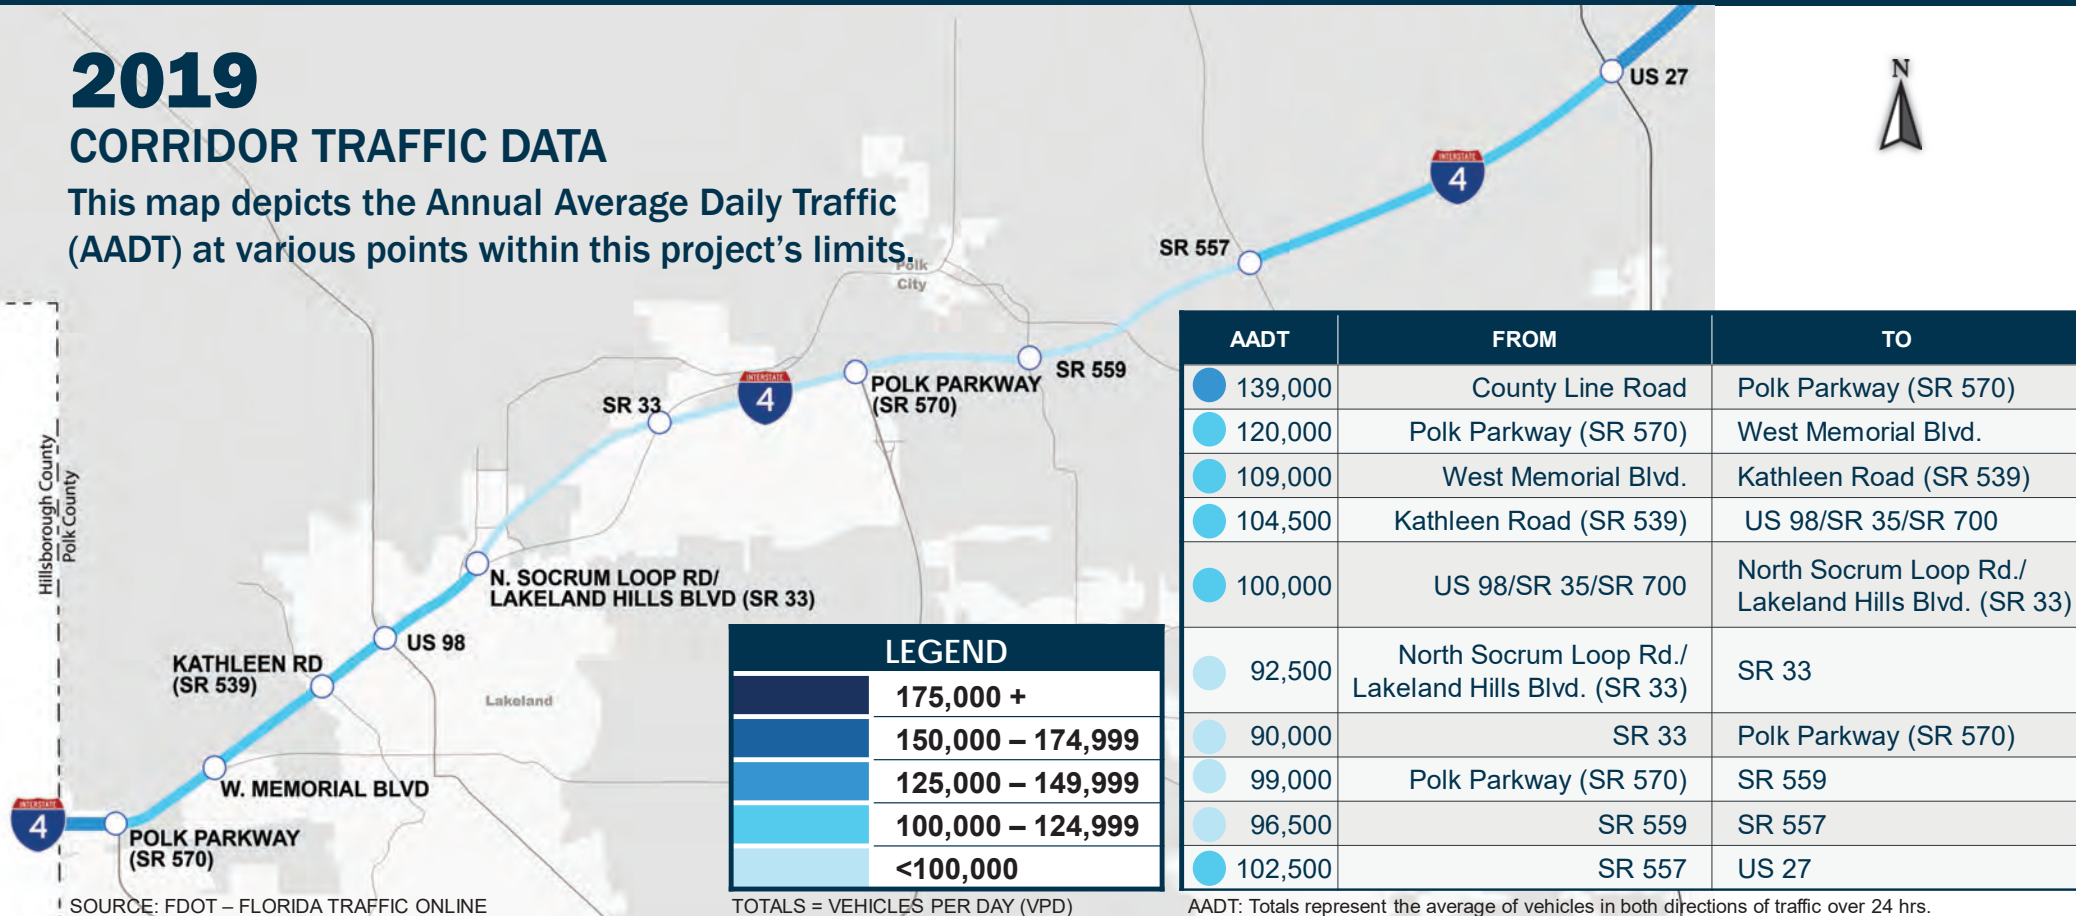 2019
CORRIDOR TRAFFIC DATA
This map depicts the Annual Average Daily Traffic
(AADT) at various points within this project's limits.
N
US 27
INTERSTATE
4
SR 557
Polk
City
SR 559
POLK PARKWAY
(SR 570)
INTERSTATE
4
SR 33
Hillsborough County
Polk County
N. SOCRUM LOOP RD/
LAKELAND HILLS BLVD (SR 33)
US 98
KATHLEEN RD
(SR 539)
Lakeland
W. MEMORIAL BLVD
INTERSTATE
4
POLK PARKWAY
(SR 570)
LEGEND
175,000 +
150,000 – 174,999
125,000 – 149,999
100,000 – 124,999
<100,000
AADT FROM TO
139,000 County Line Road Polk Parkway (SR 570)
120,000 Polk Parkway (SR 570) West Memorial Blvd.
109,000 West Memorial Blvd. Kathleen Road (SR 539)
104,500 Kathleen Road (SR 539) US 98/SR 35/SR 700
100,000 US 98/SR 35/SR 700 North Socrum Loop Rd./
Lakeland Hills Blvd. (SR 33)
92,500 North Socrum Loop Rd./
Lakeland Hills Blvd. (SR 33) SR 33
90,000 SR 33 Polk Parkway (SR 570)
99,000 Polk Parkway (SR 570) SR 559
96,500 SR 559 SR 557
102,500 SR 557 US 27
SOURCE: FDOT – FLORIDA TRAFFIC ONLINE
TOTALS = VEHICLES PER DAY (VPD)
AADT: Totals represent the average of vehicles in both directions of traffic over 24 hrs.